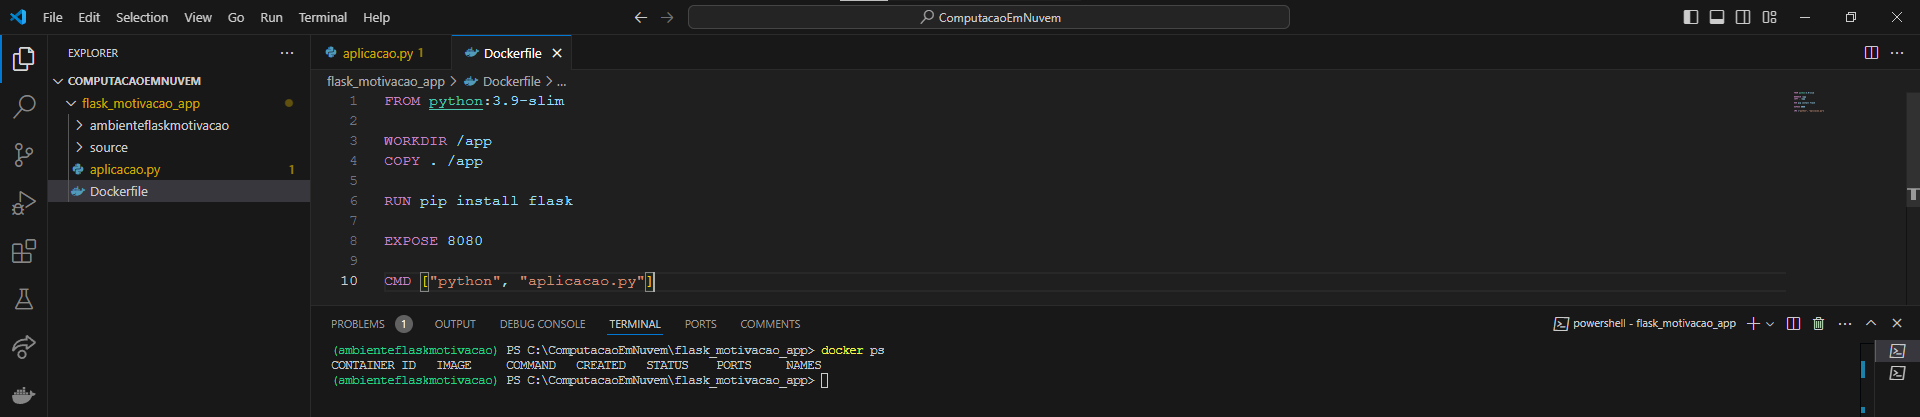 File Edit Selection View Go Run Terminal Help
ComputacaoEmNuvem
EXPLORER
COMPUTACAOEMNUVEM
flask_motivacao_app
ambienteflaskmotivacao
source
aplicacao.py 1
Dockerfile
aplicacao.py 1 Dockerfile
flask_motivacao_app > Dockerfile > ...
1 FROM python:3.9-slim
2
3 WORKDIR /app
4 COPY . /app
5
6 RUN pip install flask
7
8 EXPOSE 8080
9
10 CMD ["python", "aplicacao.py"]
PROBLEMS 1 OUTPUT DEBUG CONSOLE TERMINAL PORTS COMMENTS
powershell - flask_motivacao_app
(ambienteflaskmotivacao) PS C:\ComputacaoEmNuvem\flask_motivacao_app> docker ps
CONTAINER ID IMAGE COMMAND CREATED STATUS PORTS NAMES
(ambienteflaskmotivacao) PS C:\ComputacaoEmNuvem\flask_motivacao_app>